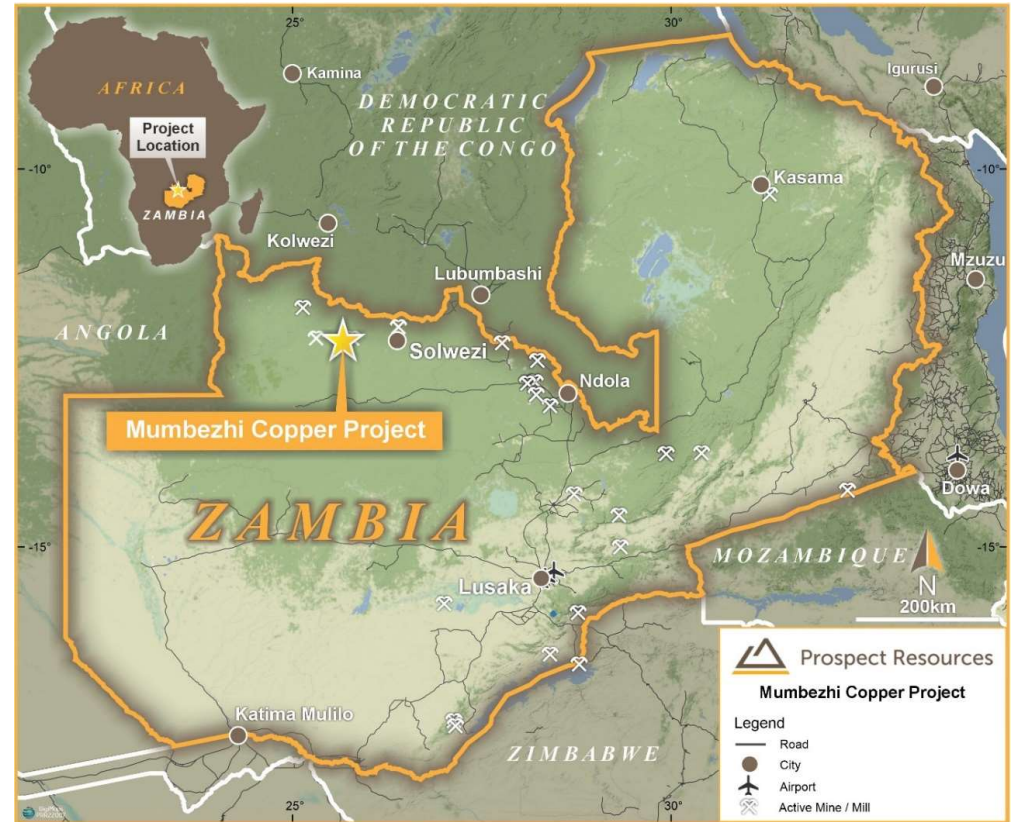 25°
30°
AFRICA
Project
Location
ZAMBIA
Kamina
DEMOCRATIC
REPUBLIC
OF THE CONGO
Igurusi
-10°
-10°
Kasama
Kolwezi
Lubumbashi
Mzuzu
ANGOLA
Solwezi
Ndola
Mumbezhi Copper Project
Dowa
ZAMBIA
-15°
MOZAMBIQUE
-15°
Lusaka
N
200km
Katima Mulilo
ZIMBABWE
25°
30°
Prospect Resources
Mumbezhi Copper Project
Legend
Road
City
Airport
Active Mine / Mill